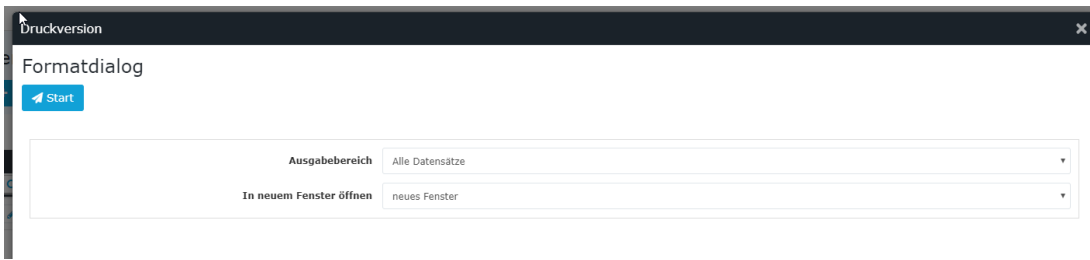 Druckversion
Formatdialog
Start
Ausgabebereich Alle Datensätze
In neuem Fenster öffnen neues Fenster